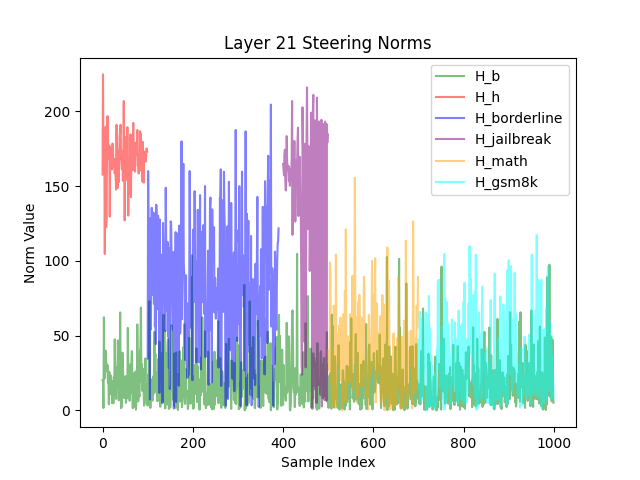 Layer 21 Steering Norms
H_b
H_h
H_borderline
H_jailbreak
H_math
H_gsm8k
Norm Value
200
150
100
50
0
0
200
400
600
800
1000
Sample Index